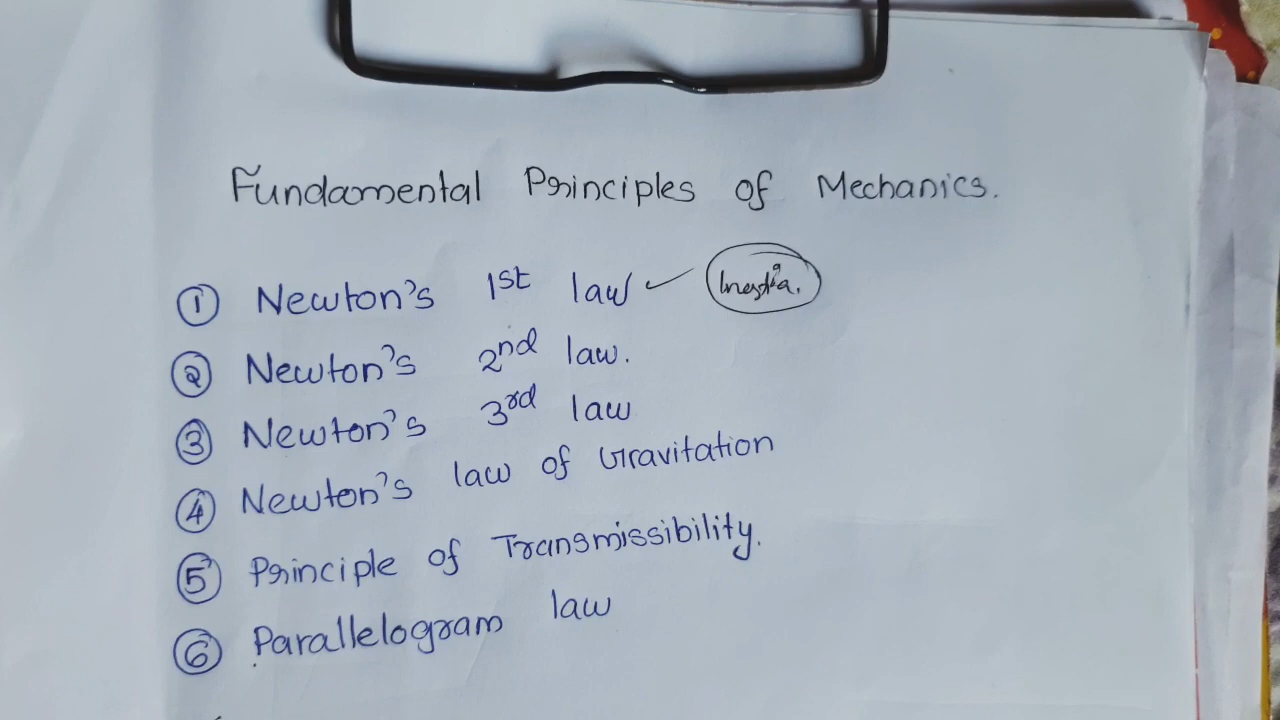 Fundamental Principles of Mechanics.
① Newton's 1st law ✓ Inertia.
② Newton's 2nd law.
③ Newton's 3rd law
④ Newton's law of Gravitation
⑤ Principle of Transmissibility.
⑥ Parallelogram law